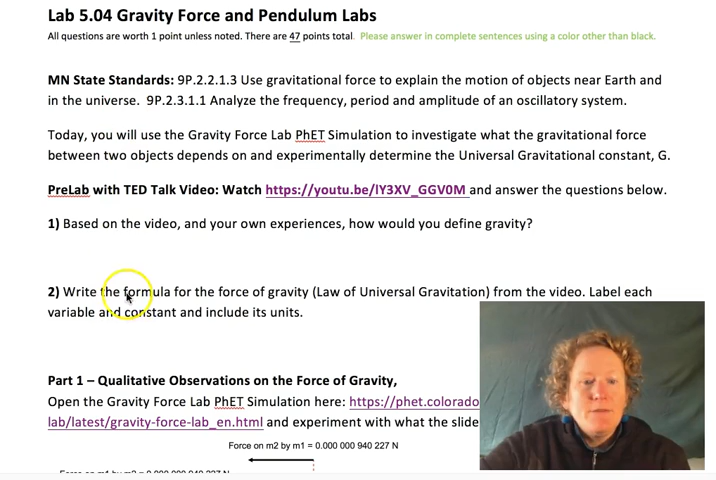 Lab 5.04 Gravity Force and Pendulum Labs
All questions are worth 1 point unless noted. There are 47 points total. Please answer in complete sentences using a color other than black.
MN State Standards: 9P.2.2.1.3 Use gravitational force to explain the motion of objects near Earth and
in the universe. 9P.2.3.1.1 Analyze the frequency, period and amplitude of an oscillatory system.
Today, you will use the Gravity Force Lab PhET Simulation to investigate what the gravitational force
between two objects depends on and experimentally determine the Universal Gravitational constant, G.
PreLab with TED Talk Video: Watch https://youtu.be/lY3XV_GGV0M and answer the questions below.
1) Based on the video, and your own experiences, how would you define gravity?
2) Write the formula for the force of gravity (Law of Universal Gravitation) from the video. Label each
variable and constant and include its units.
Part 1 – Qualitative Observations on the Force of Gravity,
Open the Gravity Force Lab PhET Simulation here: https://phet.colorado
lab/latest/gravity-force-lab_en.html and experiment with what the slide
Force on m2 by m1 = 0.000 000 940 227 N